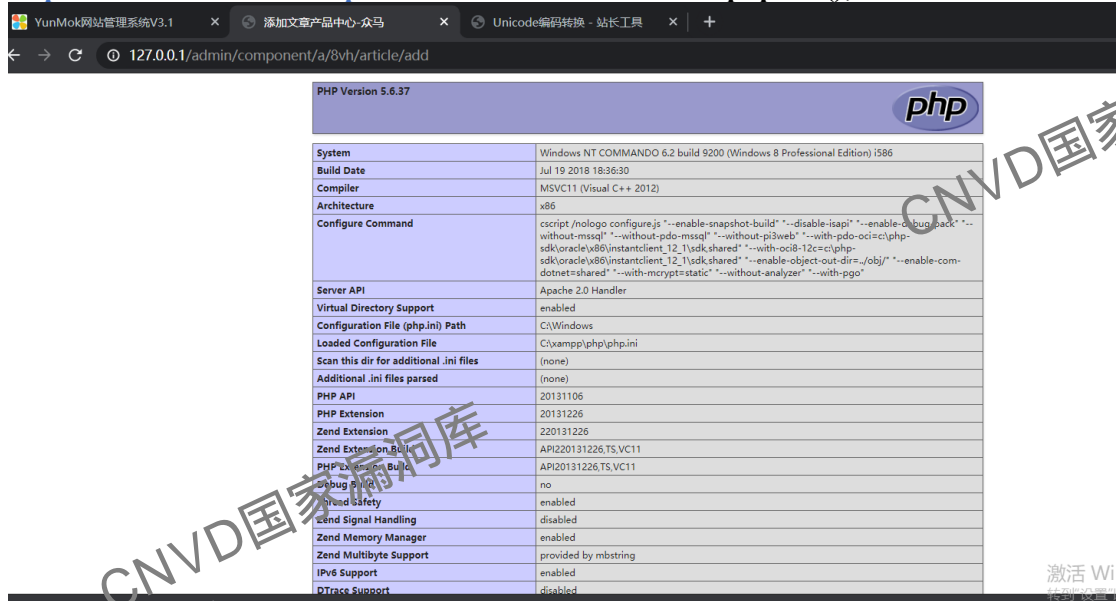 YunMok网站管理系统V3.1 × 添加文章产品中心-众马 × Unicode编码转换 - 站长工具 × +
127.0.0.1/admin/component/a/8vh/article/add
PHP Version 5.6.37
php
System Windows NT COMMANDO 6.2 build 9200 (Windows 8 Professional Edition) i586
Build Date Jul 19 2018 18:36:30
Compiler MSVC11 (Visual C++ 2012)
Architecture x86
Configure Command cscript /nologo configure.js "--enable-snapshot-build" "--disable-isapi" "--enable-debug-pack" "--
without-mssql" "--without-pdo-mssql" "--without-pi3web" "--with-pdo-oci=c:\php-
sdk\oracle\x86\instantclient_12_1\sdk,shared" "--with-oci8-12c=c:\php-
sdk\oracle\x86\instantclient_12_1\sdk,shared" "--enable-object-out-dir=../obj/" "--enable-com-
dotnet=shared" "--with-mcrypt=static" "--without-analyzer" "--with-pgo"
Server API Apache 2.0 Handler
Virtual Directory Support enabled
Configuration File (php.ini) Path C:\Windows
Loaded Configuration File C:\xampp\php\php.ini
Scan this dir for additional .ini files (none)
Additional .ini files parsed (none)
PHP API 20131106
PHP Extension 20131226
Zend Extension 220131226
Zend Extension Build API220131226,TS,VC11
PHP Extension Build API20131226,TS,VC11
Debug Build no
Thread Safety enabled
Zend Signal Handling disabled
Zend Memory Manager enabled
Zend Multibyte Support provided by mbstring
IPv6 Support enabled
DTrace Support disabled
CNVD国家漏洞库
CNVD国家
激活 Wi
转到"设置"